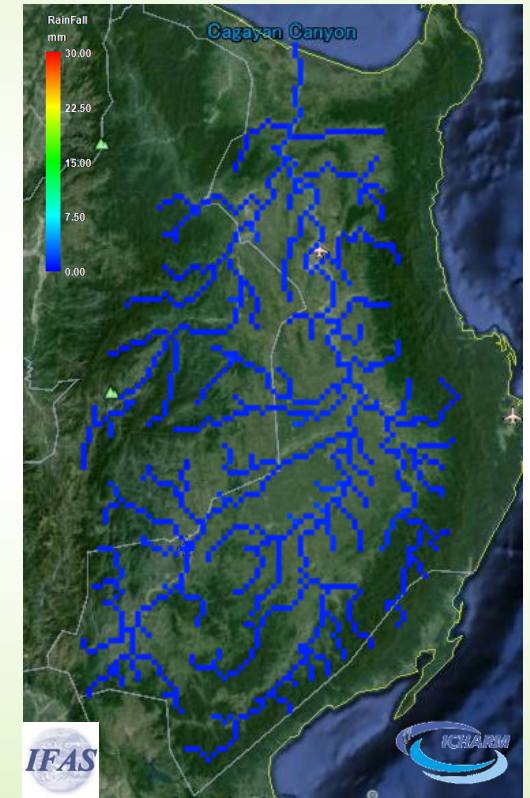 Cagayan Canyon
RainFall
mm
30.00
22.50
15.00
7.50
0.00
IFAS
ICHARM